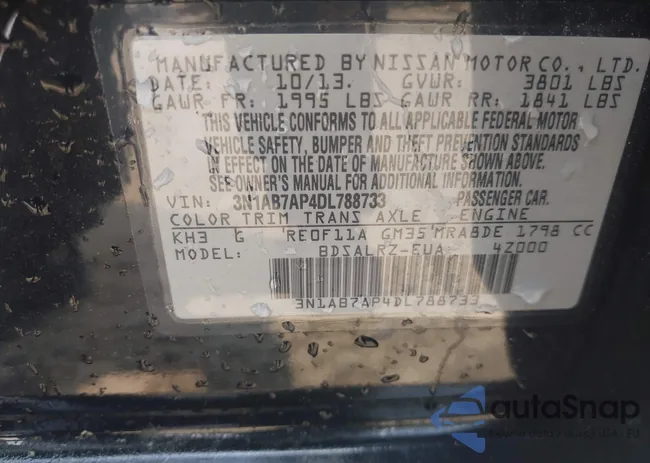 MANUFACTURED BY NISSAN MOTOR CO., LTD.
DATE: 10/13. GVWR: 3801 LBS
GAWR FR: 1995 LBS GAWR RR: 1841 LBS
THIS VEHICLE CONFORMS TO ALL APPLICABLE FEDERAL MOTOR
VEHICLE SAFETY, BUMPER AND THEFT PREVENTION STANDARDS
IN EFFECT ON THE DATE OF MANUFACTURE SHOWN ABOVE.
SEE OWNER'S MANUAL FOR ADDITIONAL INFORMATION.
VIN: 3N1AB7AP4DL788733 PASSENGER CAR.
COLOR TRIM TRANS AXLE ENGINE
KH3 G RE0F11A GM35 MRA8DE 1798 CC
MODEL: BDSALRZ-EUA 4Z000
3N1AB7AP4DL788733
autaSnap